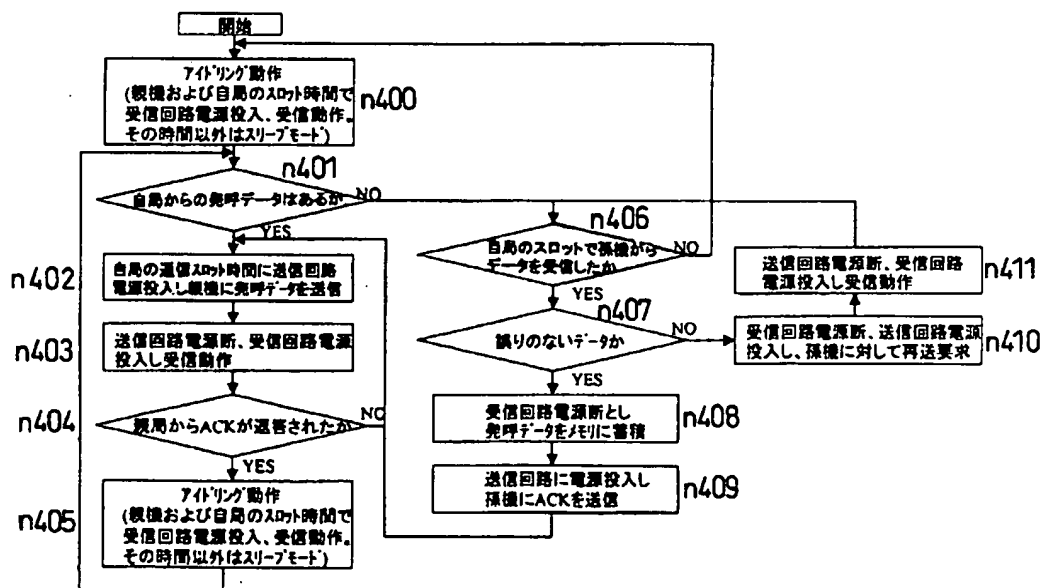 開始
アイドリング動作
(親機および自局のスロット時間で
受信回路電源投入、受信動作。
その時間以外はスリープモード)
n400
n401
自局からの発呼データはあるか
NO
YES
n402
自局の通信スロット時間に送信回路
電源投入し親機に発呼データを送信
n403
送信回路電源断、受信回路電源
投入し受信動作
n404
親局からACKが返答されたか
NO
YES
n405
アイドリング動作
(親機および自局のスロット時間で
受信回路電源投入、受信動作。
その時間以外はスリープモード)
n406
自局のスロットで孫機から
データを受信したか
NO
YES
n407
誤りのないデータか
NO
YES
受信回路電源断とし
発呼データをメモリに蓄積
n408
送信回路に電源投入し
孫機にACKを送信
n409
受信回路電源断、送信回路電源
投入し、孫機に対して再送要求
n410
送信回路電源断、受信回路
電源投入し受信動作
n411